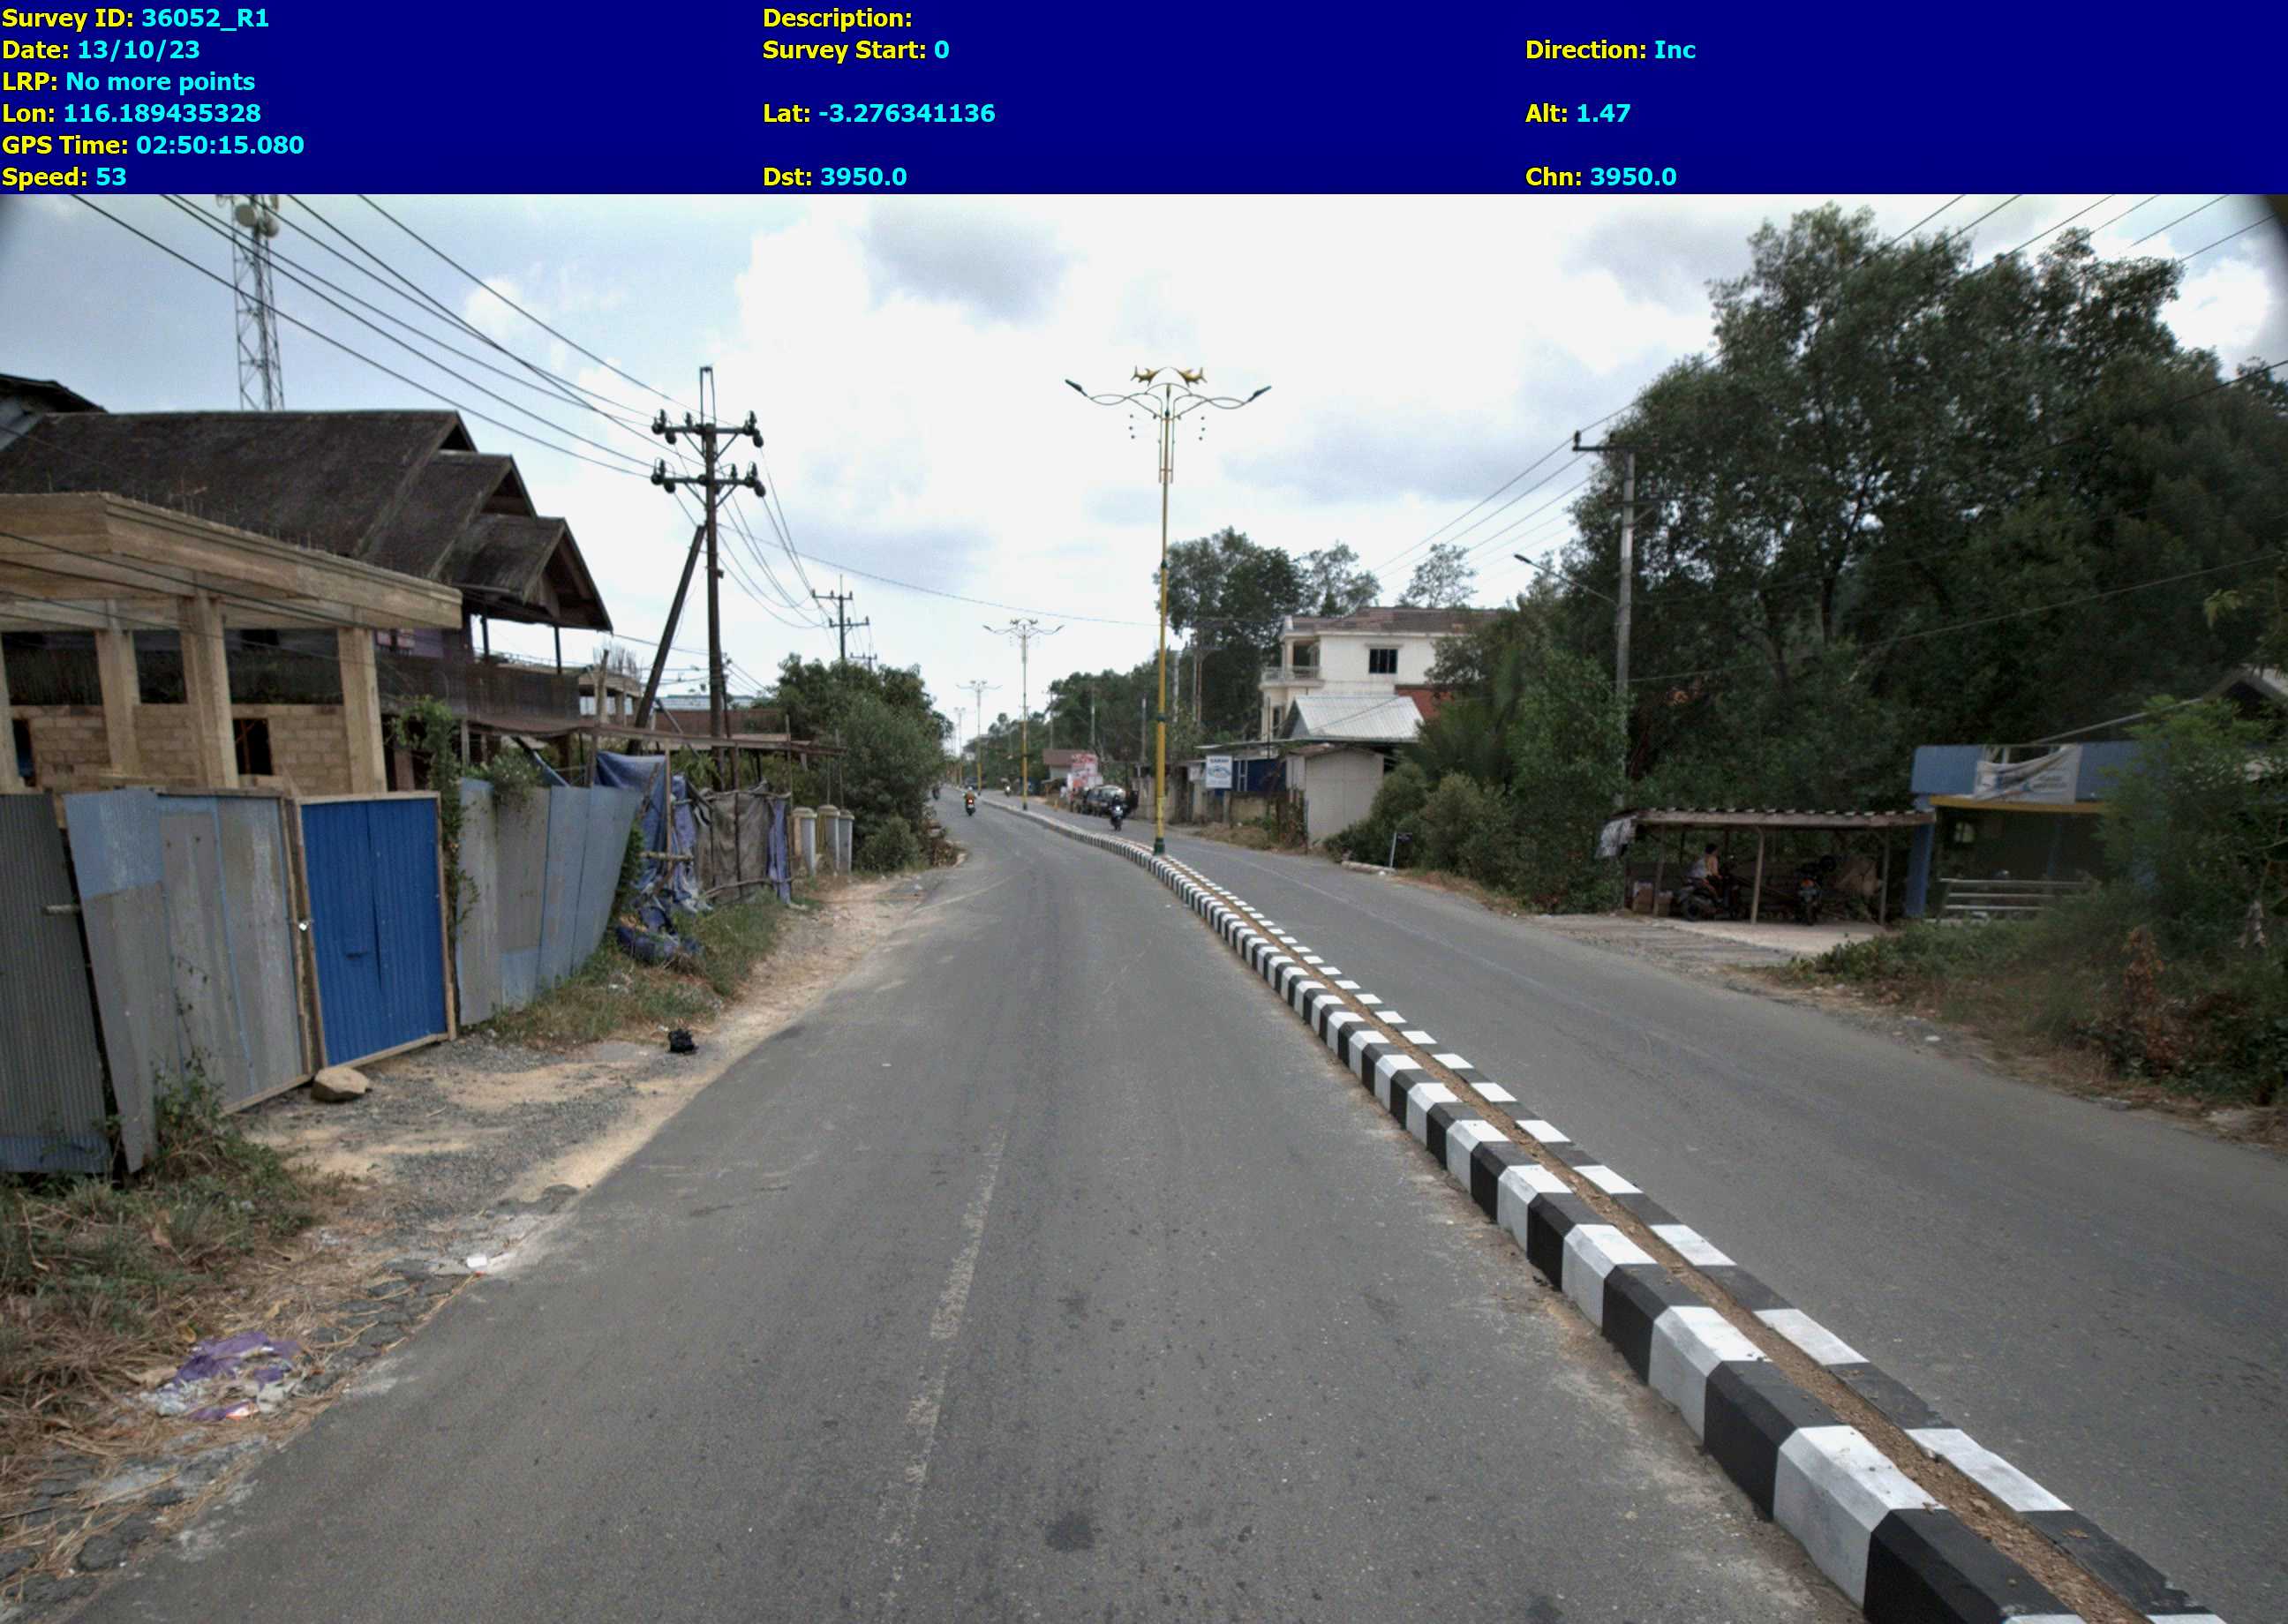 Survey ID: 36052_R1
Description:
Date: 13/10/23
Survey Start: 0
Direction: Inc
LRP: No more points
Lon: 116.189435328
Lat: -3.276341136
Alt: 1.47
GPS Time: 02:50:15.080
Speed: 53
Dst: 3950.0
Chn: 3950.0